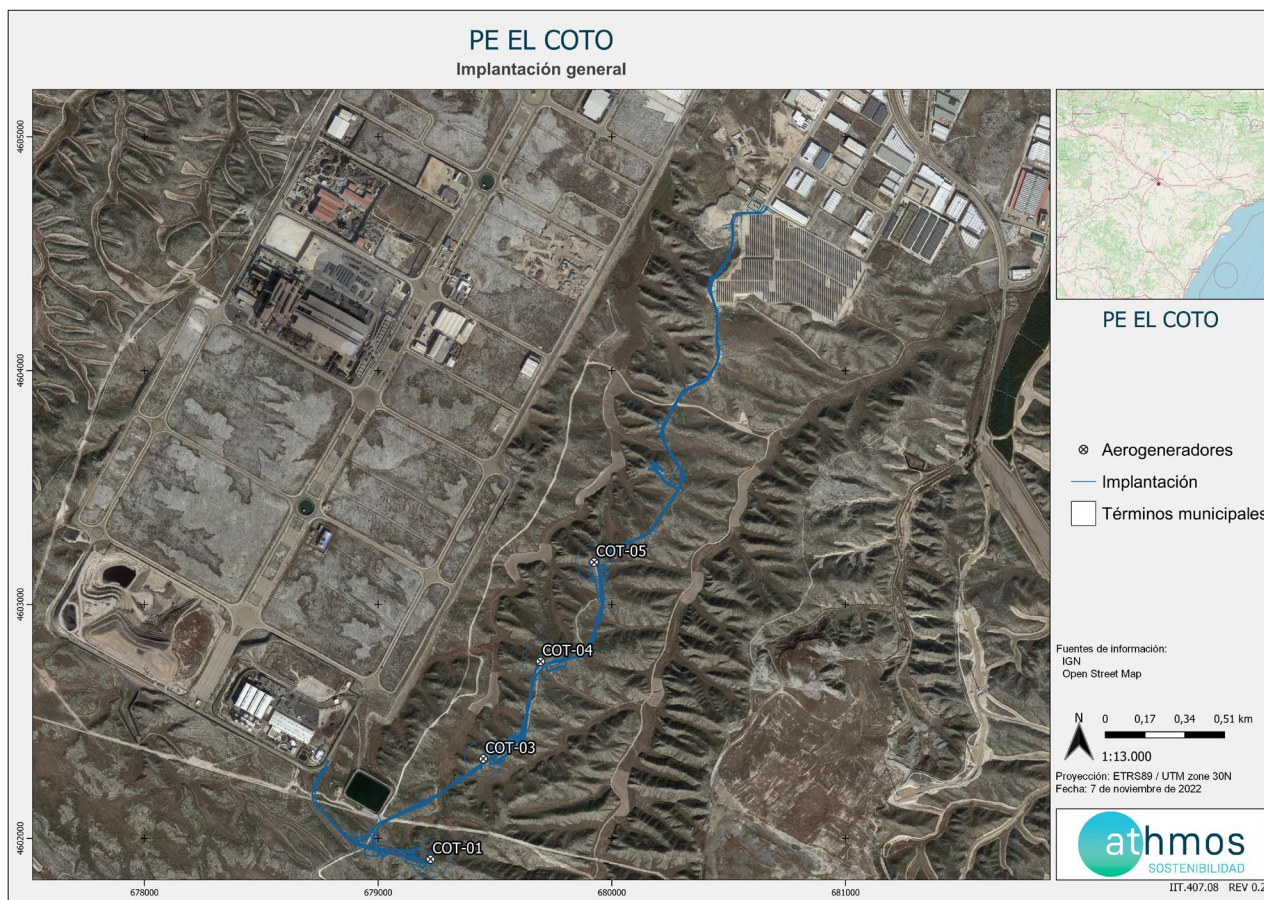 PE EL COTO
Implantación general
4605000
4604000
4603000
4602000
678000
679000
680000
681000
COT-05
COT-04
COT-03
COT-01
PE EL COTO
Aerogeneradores
Implantación
Términos municipales
Fuentes de información:
IGN
Open Street Map
N
0 0,17 0,34 0,51 km
1:13.000
Proyección: ETRS89 / UTM zone 30N
Fecha: 7 de noviembre de 2022
athmos
SOSTENIBILIDAD
IIT.407.08 REV 0.2